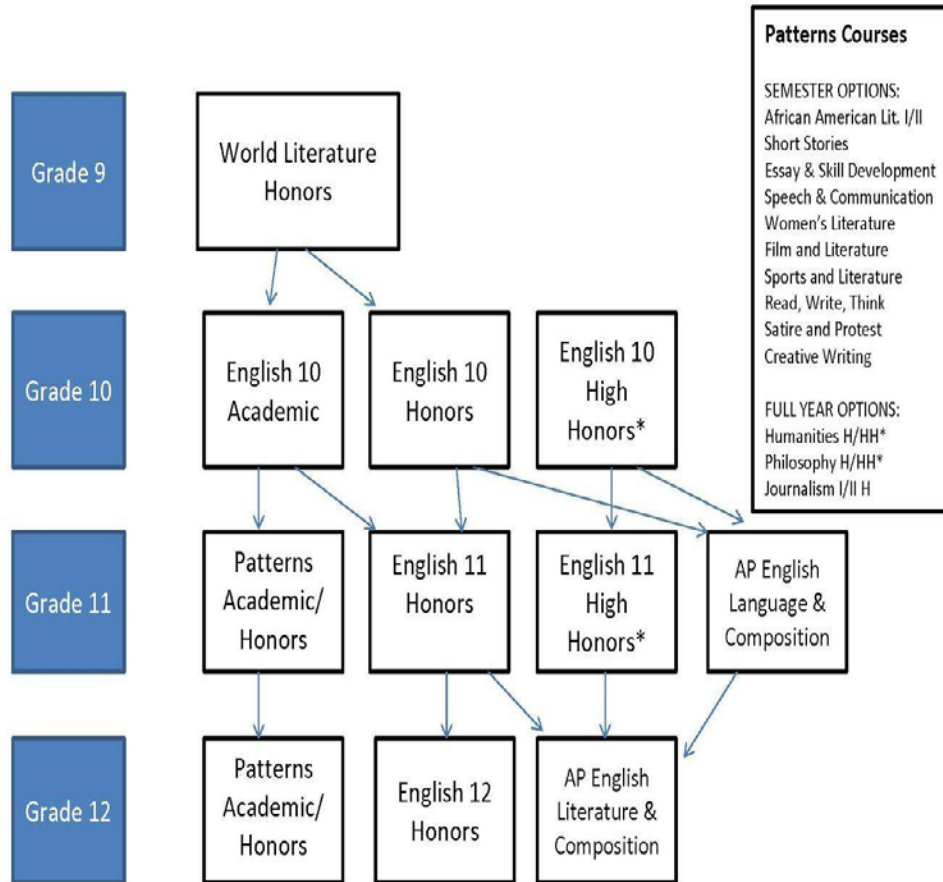 Patterns Courses
SEMESTER OPTIONS:
African American Lit. I/II
Short Stories
Essay & Skill Development
Speech & Communication
Women's Literature
Film and Literature
Sports and Literature
Read, Write, Think
Satire and Protest
Creative Writing
FULL YEAR OPTIONS:
Humanities H/HH*
Philosophy H/HH*
Journalism I/II H
Grade 9
World Literature
Honors
Grade 10
English 10
Academic
English 10
Honors
English 10
High
Honors*
Grade 11
Patterns
Academic/
Honors
English 11
Honors
English 11
High
Honors*
AP English
Language &
Composition
Grade 12
Patterns
Academic/
Honors
English 12
Honors
AP English
Literature &
Composition